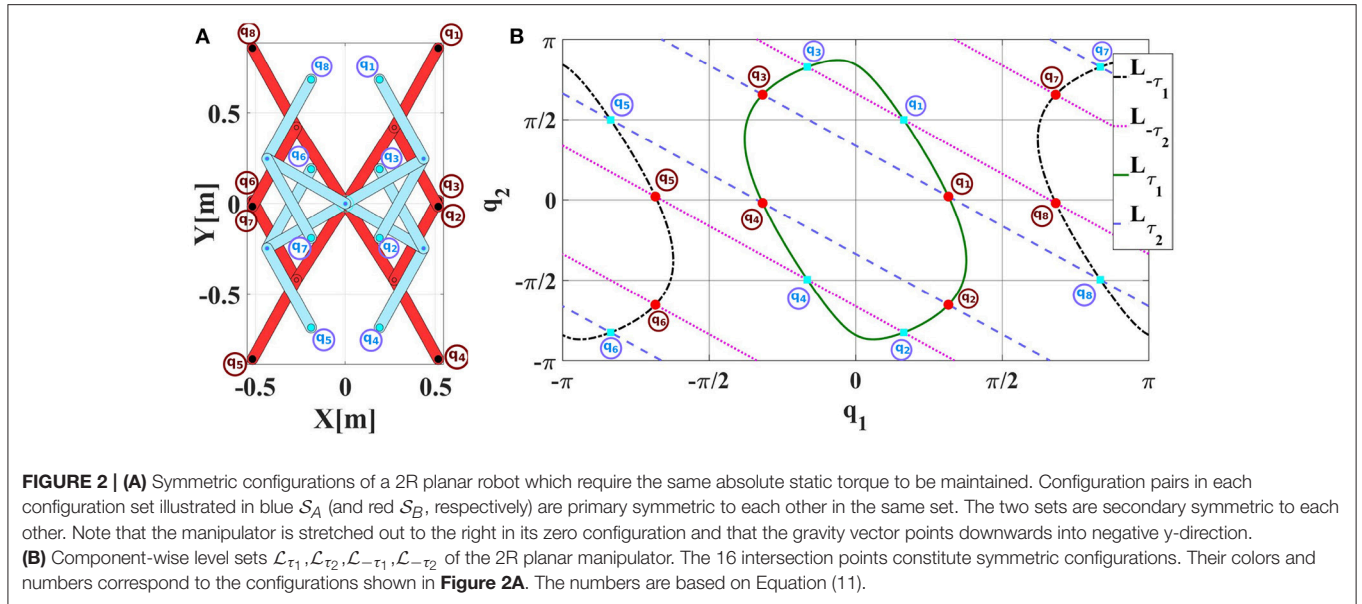 A
B
q8
q1
q8
q1
0.5
q6
q3
q6
q3
0
q7
q2
q7
q2
-0.5
q5
q4
q5
q4
-0.5
0
0.5
X[m]
Y[m]
π
π/2
0
-π/2
-π
q2
q3
q7
q3
q7
q5
q1
q5
q1
q4
q8
q6
q2
q4
q8
q6
q2
L-τ1
L-τ2
Lτ1
Lτ2
-π
-π/2
0
π/2
π
q1
FIGURE 2 | (A) Symmetric configurations of a 2R planar robot which require the same absolute static torque to be maintained. Configuration pairs in each
configuration set illustrated in blue SA (and red SB, respectively) are primary symmetric to each other in the same set. The two sets are secondary symmetric to each
other. Note that the manipulator is stretched out to the right in its zero configuration and that the gravity vector points downwards into negative y-direction.
(B) Component-wise level sets Lτ1,Lτ2,L−τ1,L−τ2 of the 2R planar manipulator. The 16 intersection points constitute symmetric configurations. Their colors and
numbers correspond to the configurations shown in Figure 2A. The numbers are based on Equation (11).